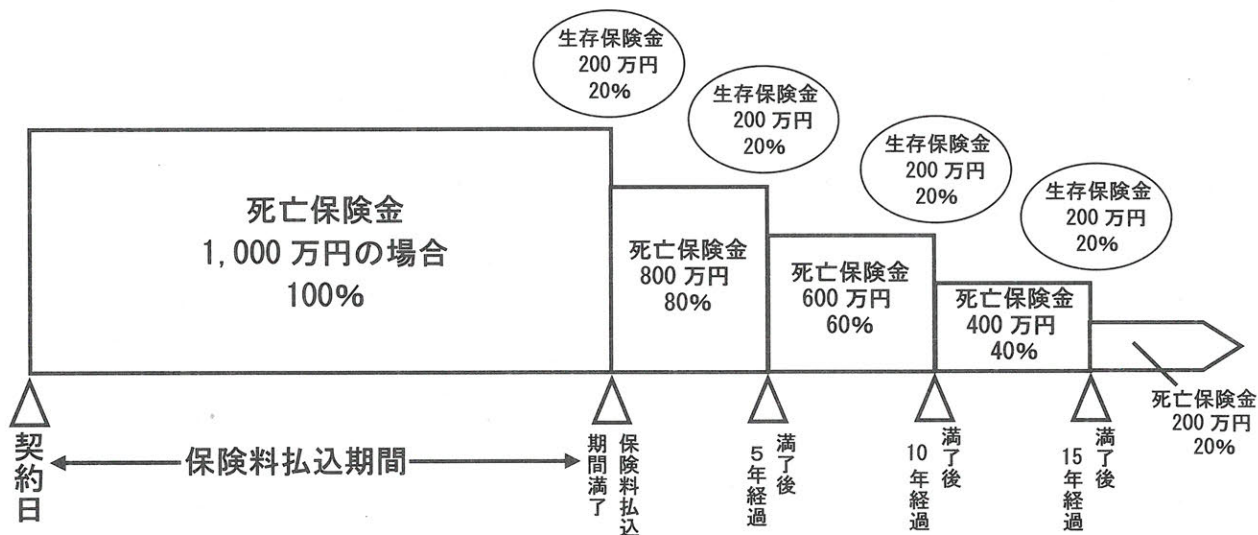 生存保険金
200 万円
20%
生存保険金
200 万円
20%
生存保険金
200 万円
20%
生存保険金
200 万円
20%
死亡保険金
1,000 万円の場合
100%
死亡保険金
800 万円
80%
死亡保険金
600 万円
60%
死亡保険金
400 万円
40%
死亡保険金
200 万円
20%
契約日
保険料払込期間
保険料払込
期間満了
満了後
5年経過
満了後
10年経過
満了後
15年経過